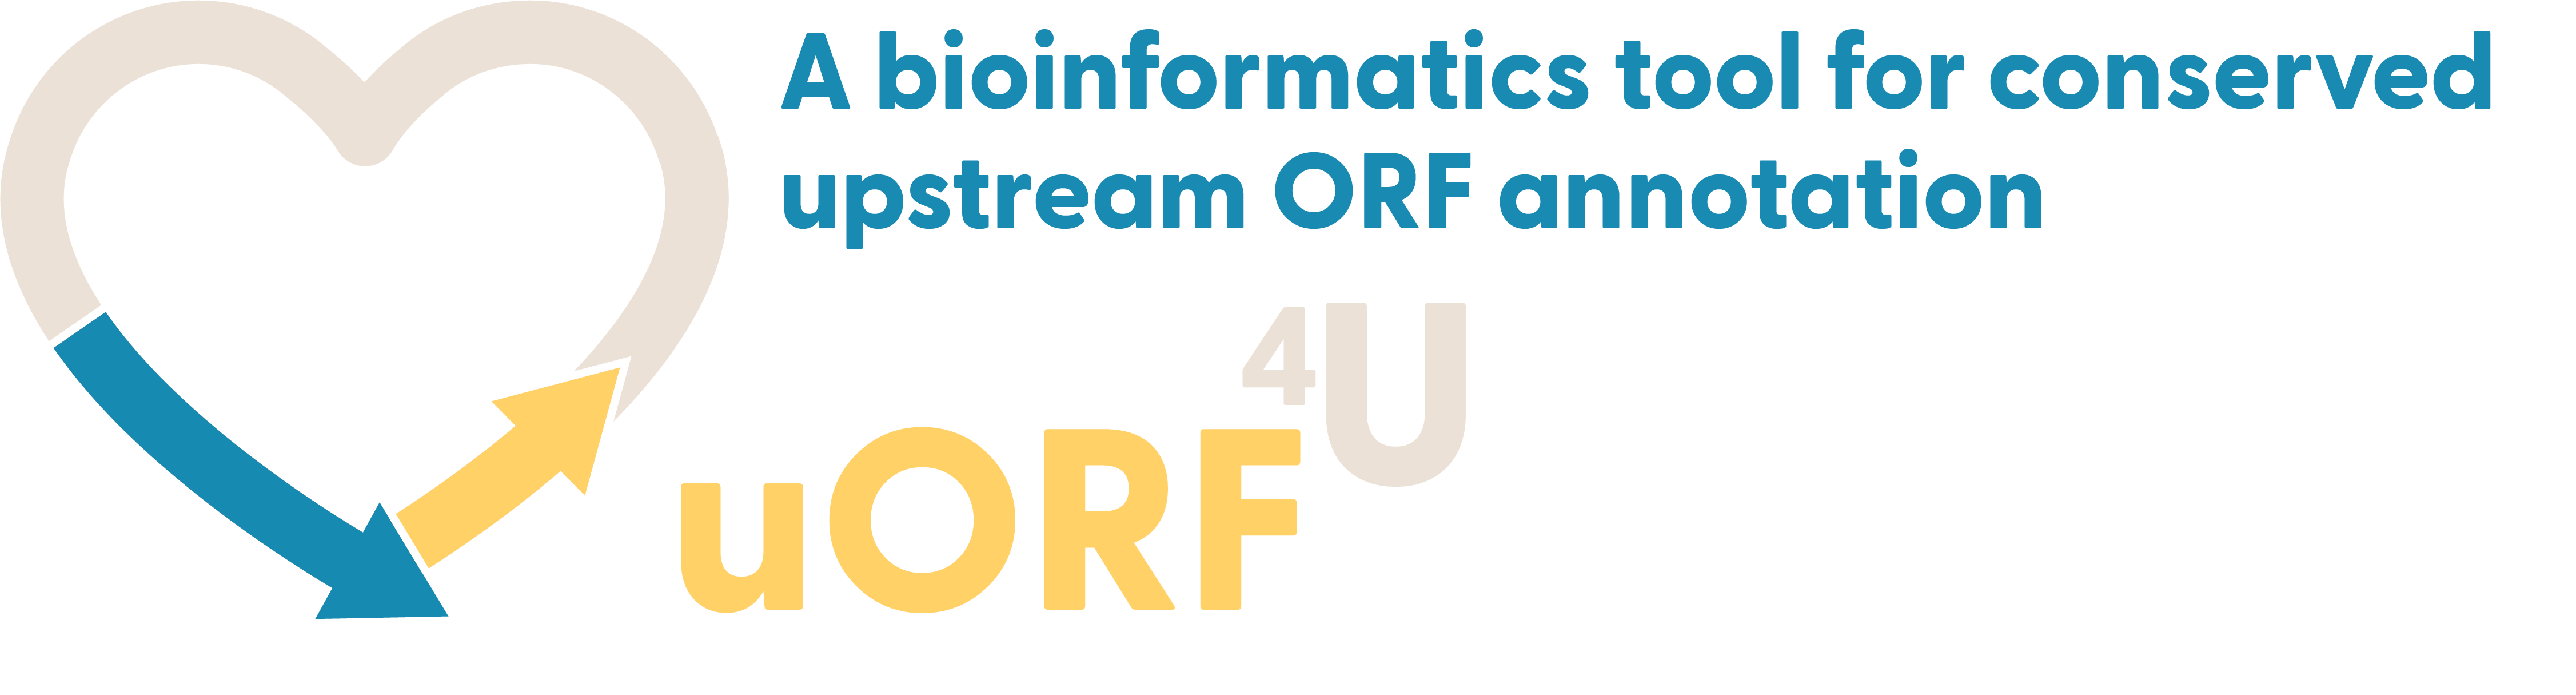 A bioinformatics tool for conserved
upstream ORF annotation
uORF4U